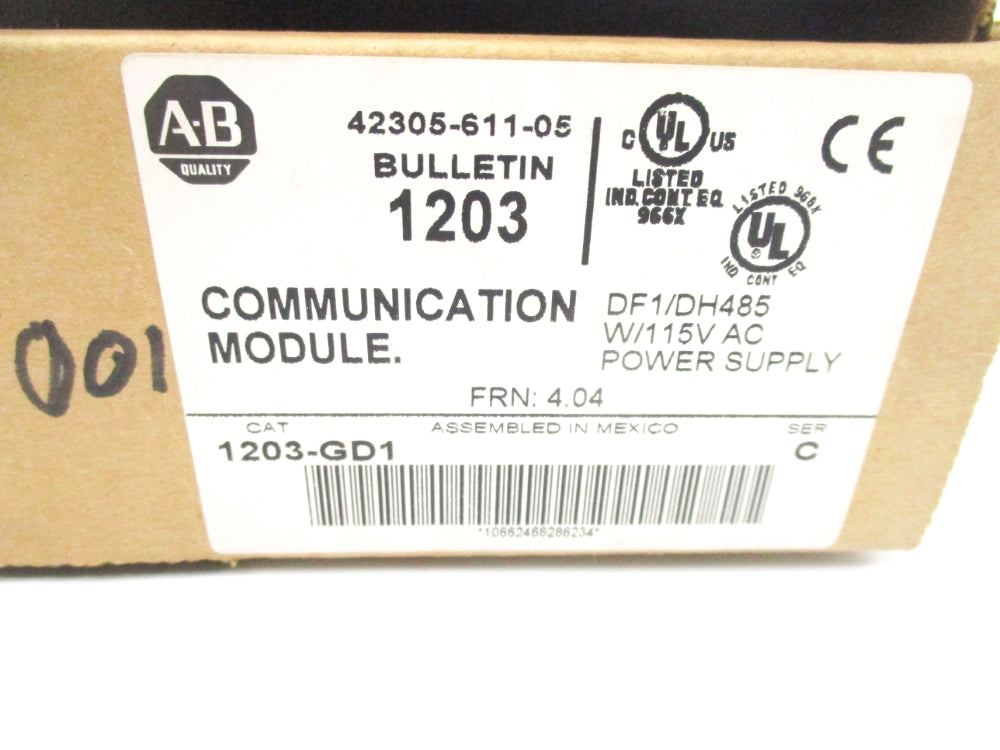 A-B
QUALITY
42305-611-05
BULLETIN
1203
C UL US
LISTED
IND. CONT. EQ.
966X
CE
LISTED 966X
UL
IND CONT EQ
COMMUNICATION
MODULE.
DF1/DH485
W/115V AC
POWER SUPPLY
FRN: 4.04
001
CAT
ASSEMBLED IN MEXICO
SER
1203-GD1
C
*10662468286234*